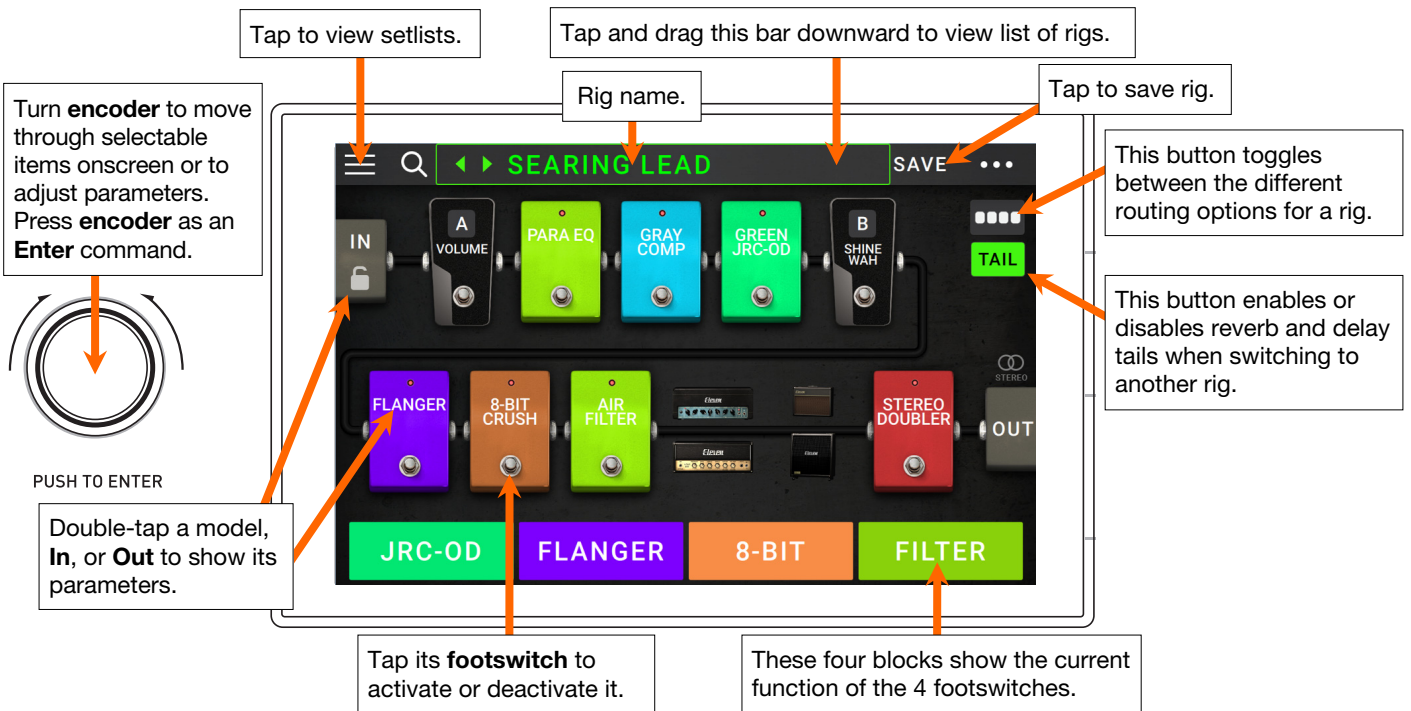 Tap to view setlists.
Tap and drag this bar downward to view list of rigs.
Rig name.
Tap to save rig.
Turn encoder to move
through selectable
items onscreen or to
adjust parameters.
Press encoder as an
Enter command.
PUSH TO ENTER
SEARING LEAD
SAVE
This button toggles
between the different
routing options for a rig.
IN
A
VOLUME
PARA EQ
GRAY
COMP
GREEN
JRC-OD
B
SHINE
WAH
TAIL
This button enables or
disables reverb and delay
tails when switching to
another rig.
STEREO
FLANGER
8-BIT
CRUSH
AIR
FILTER
Eleven
Eleven
STEREO
DOUBLER
OUT
Double-tap a model,
In, or Out to show its
parameters.
JRC-OD
FLANGER
8-BIT
FILTER
Tap its footswitch to
activate or deactivate it.
These four blocks show the current
function of the 4 footswitches.